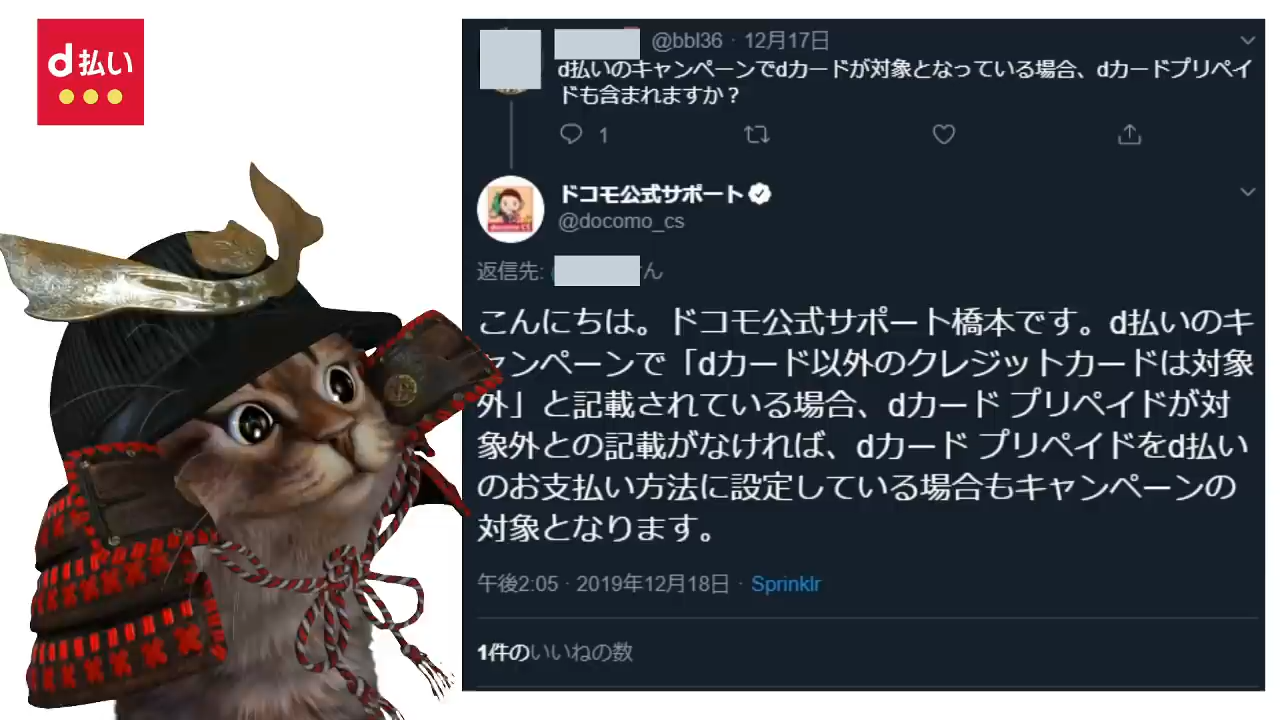 d払い
@bbl36 · 12月17日
d払いのキャンペーンでdカードが対象となっている場合、dカードプリペイ
ドも含まれますか？
1
ドコモ公式サポート
@docomo_cs
返信先:
ん
こんにちは。ドコモ公式サポート橋本です。d払いのキ
ャンペーンで「dカード以外のクレジットカードは対象
外」と記載されている場合、dカード プリペイドが対
象外との記載がなければ、dカード プリペイドをd払い
のお支払い方法に設定している場合もキャンペーンの
対象となります。
午後2:05 · 2019年12月18日 · Sprinklr
1件のいいねの数